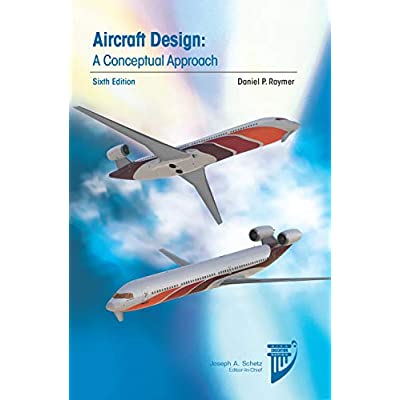 Aircraft Design:
A Conceptual Approach
Sixth Edition
Daniel P. Raymer
Joseph A. Schetz
Editor-In-Chief